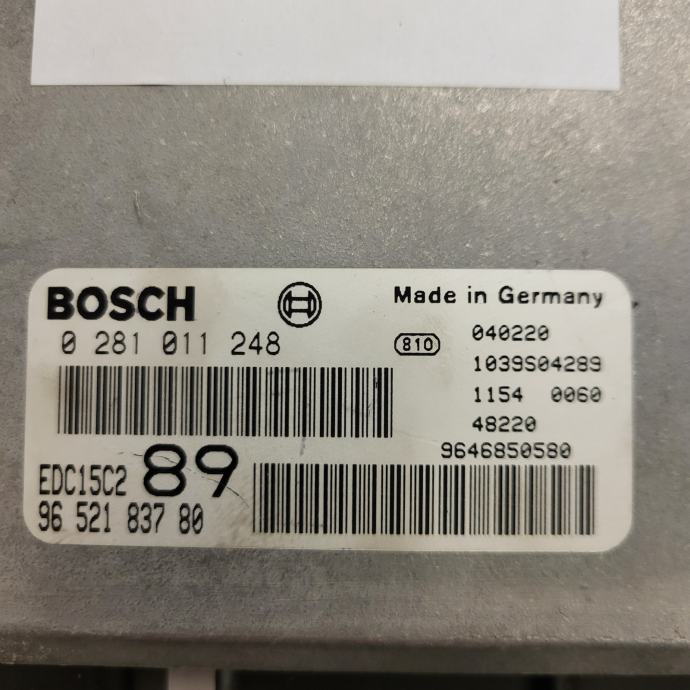 BOSCH
Made in Germany
0 281 011 248
810
040220
1039S04289
1154 0060
48220
9646850580
EDC15C2 89
96 521 837 80